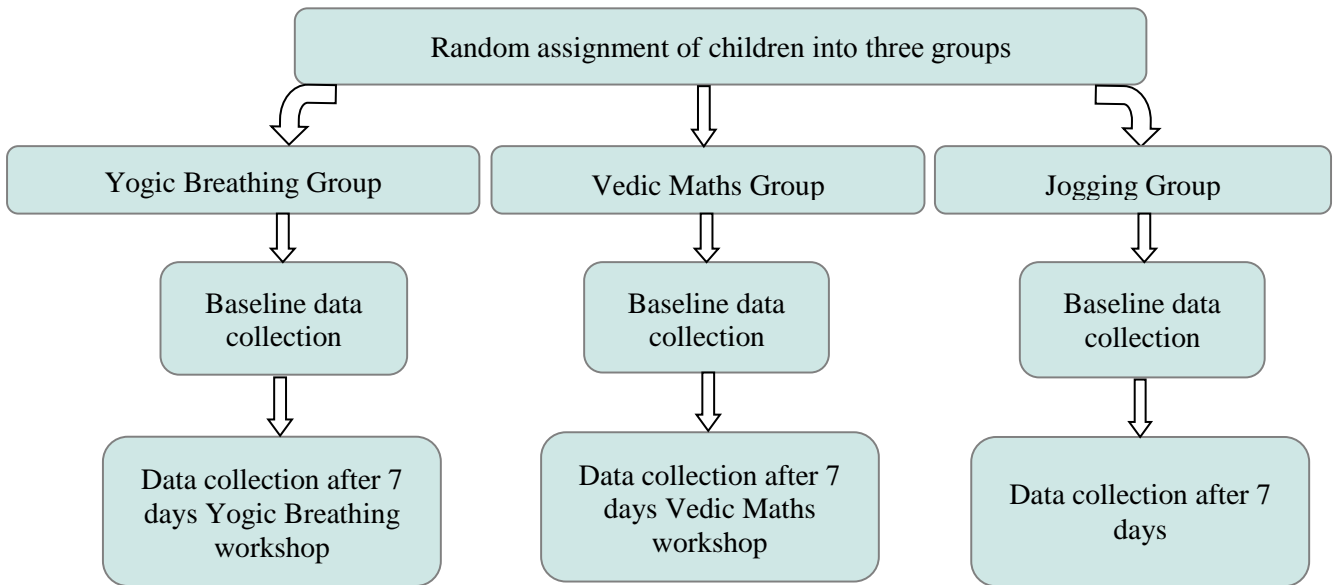 Random assignment of children into three groups
Yogic Breathing Group
Vedic Maths Group
Jogging Group
Baseline data
collection
Baseline data
collection
Baseline data
collection
Data collection after 7
days Yogic Breathing
workshop
Data collection after 7
days Vedic Maths
workshop
Data collection after 7
days